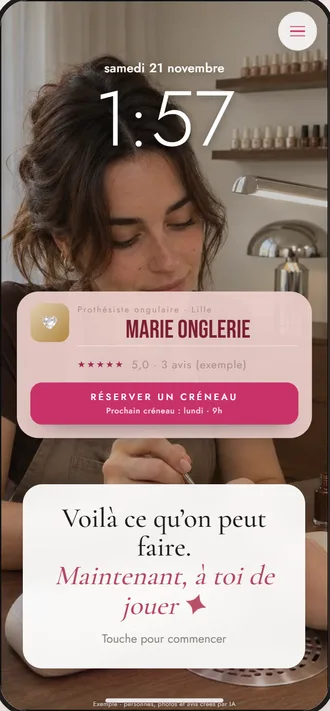 samedi 21 novembre
1:57
Prothésiste ongulaire · Lille
MARIE ONGLERIE
★★★★★ 5,0 · 3 avis (exemple)
RÉSERVER UN CRÉNEAU
Prochain créneau : lundi · 9h
Voilà ce qu'on peut
faire.
Maintenant, à toi de
jouer ✦
Touche pour commencer
Exemple · personnes, photos et avis créés par IA